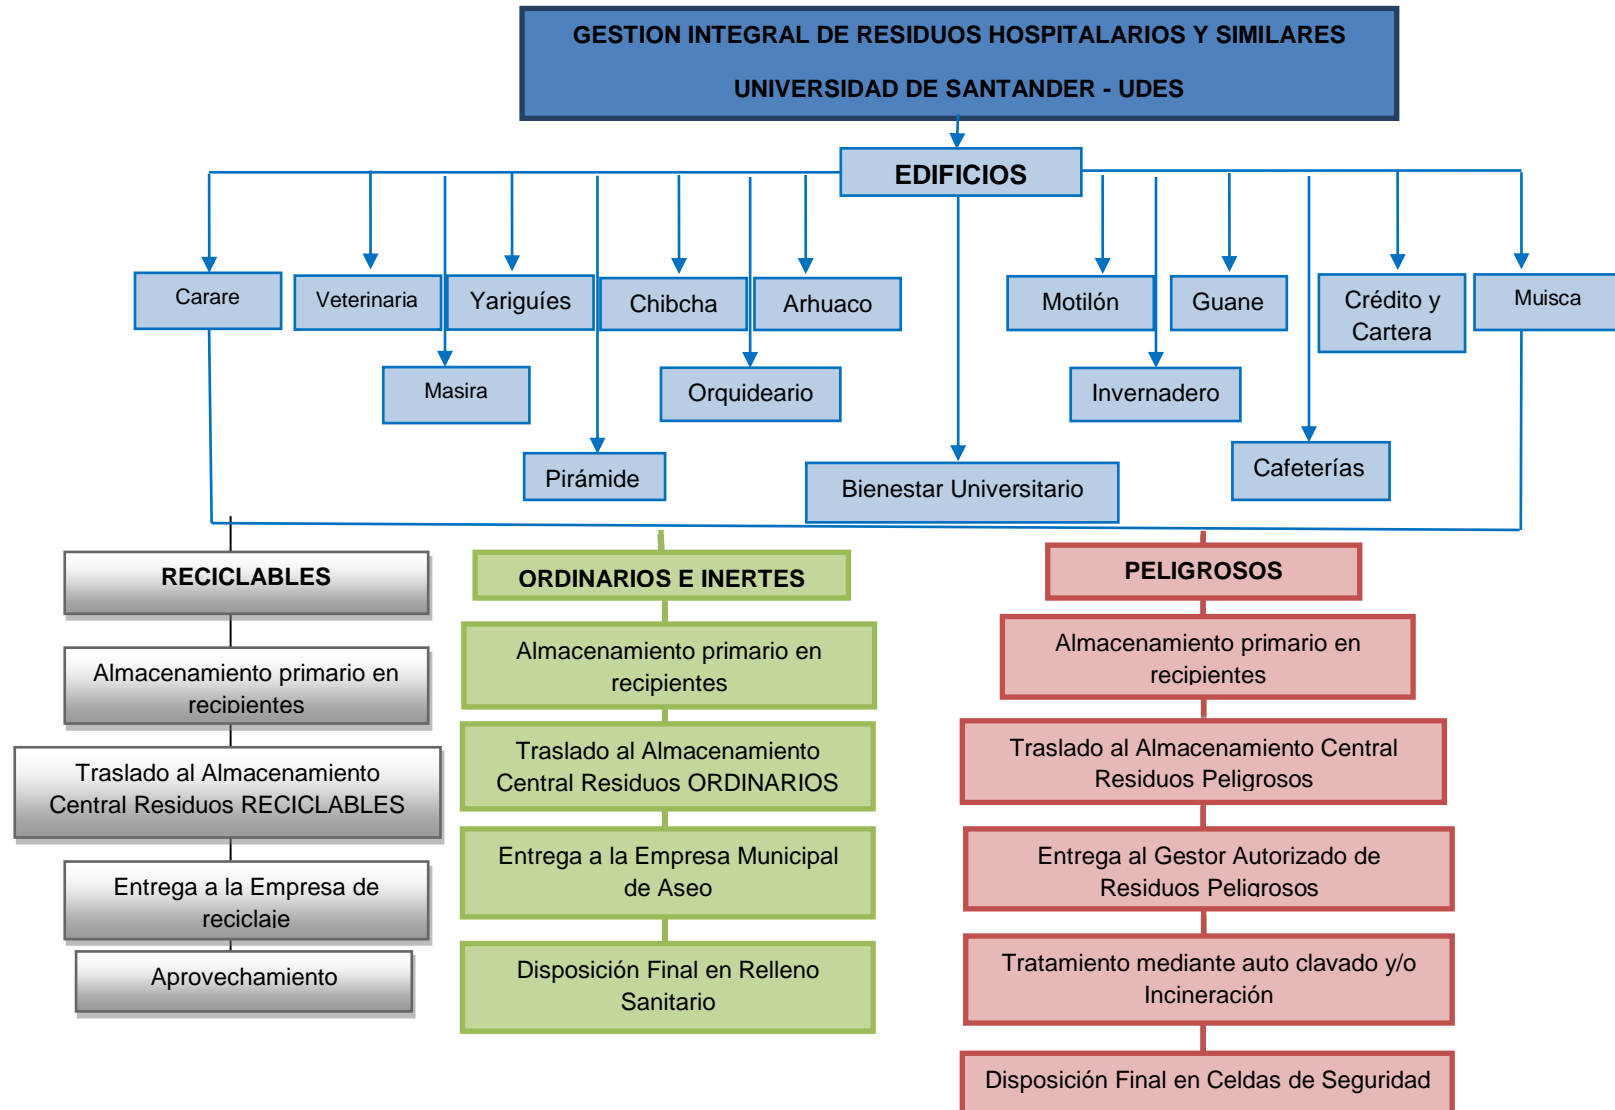 GESTION INTEGRAL DE RESIDUOS HOSPITALARIOS Y SIMILARES
UNIVERSIDAD DE SANTANDER - UDES
EDIFICIOS
Carare
Veterinaria
Yariguíes
Chibcha
Arhuaco
Motilón
Guane
Crédito y
Cartera
Muisca
Masira
Orquideario
Invernadero
Pirámide
Bienestar Universitario
Cafeterías
RECICLABLES
Almacenamiento primario en
recipientes
Traslado al Almacenamiento
Central Residuos RECICLABLES
Entrega a la Empresa de
reciclaje
Aprovechamiento
ORDINARIOS E INERTES
Almacenamiento primario en
recipientes
Traslado al Almacenamiento
Central Residuos ORDINARIOS
Entrega a la Empresa Municipal
de Aseo
Disposición Final en Relleno
Sanitario
PELIGROSOS
Almacenamiento primario en
recipientes
Traslado al Almacenamiento Central
Residuos Peligrosos
Entrega al Gestor Autorizado de
Residuos Peligrosos
Tratamiento mediante auto clavado y/o
Incineración
Disposición Final en Celdas de Seguridad